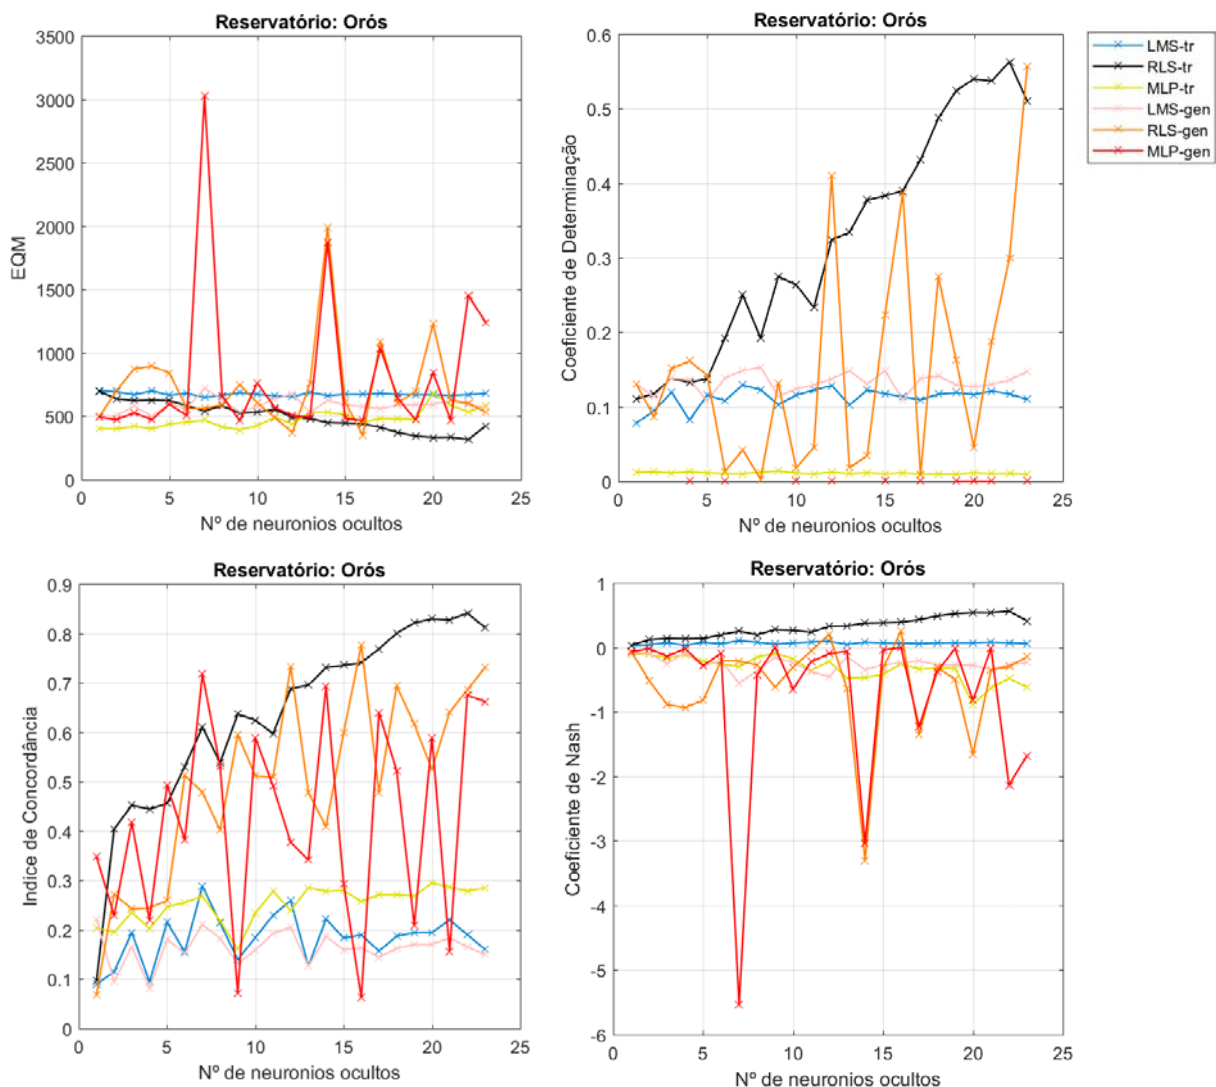 Reservatório: Orós
3500
3000
2500
2000
1500
1000
500
0
EQM
0 5 10 15 20 25
Nº de neuronios ocultos
Reservatório: Orós
0.6
0.5
0.4
0.3
0.2
0.1
0
Coeficiente de Determinação
0 5 10 15 20 25
Nº de neuronios ocultos
LMS-tr
RLS-tr
MLP-tr
LMS-gen
RLS-gen
MLP-gen
Reservatório: Orós
0.9
0.8
0.7
0.6
0.5
0.4
0.3
0.2
0.1
0
Indice de Concordância
0 5 10 15 20 25
Nº de neuronios ocultos
Reservatório: Orós
1
0
-1
-2
-3
-4
-5
-6
Coeficiente de Nash
0 5 10 15 20 25
Nº de neuronios ocultos